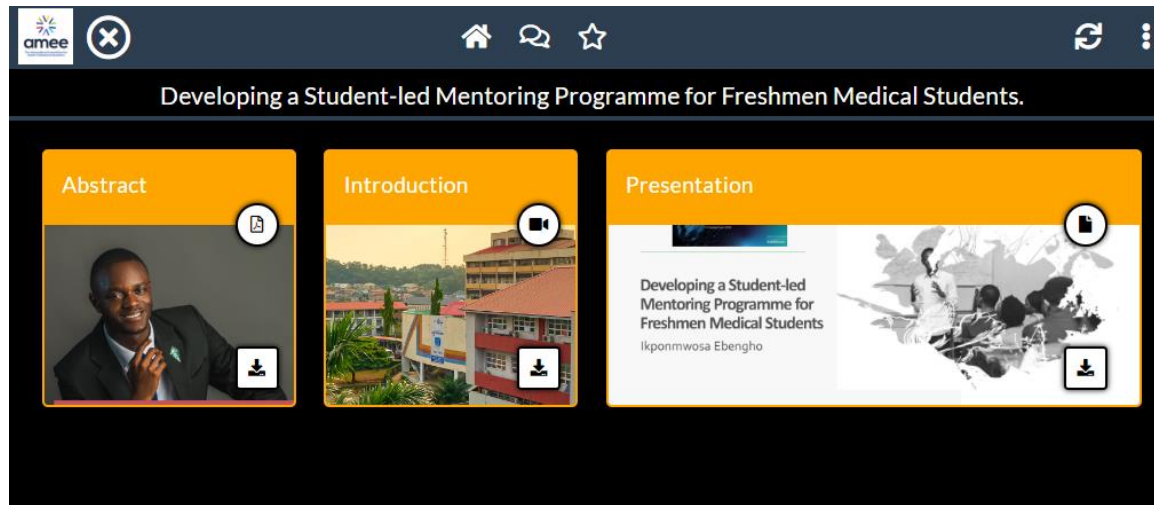 amee
Developing a Student-led Mentoring Programme for Freshmen Medical Students.
Abstract
Introduction
Presentation
Developing a Student-led
Mentoring Programme for
Freshmen Medical Students
Ikponmwosa Ebengho